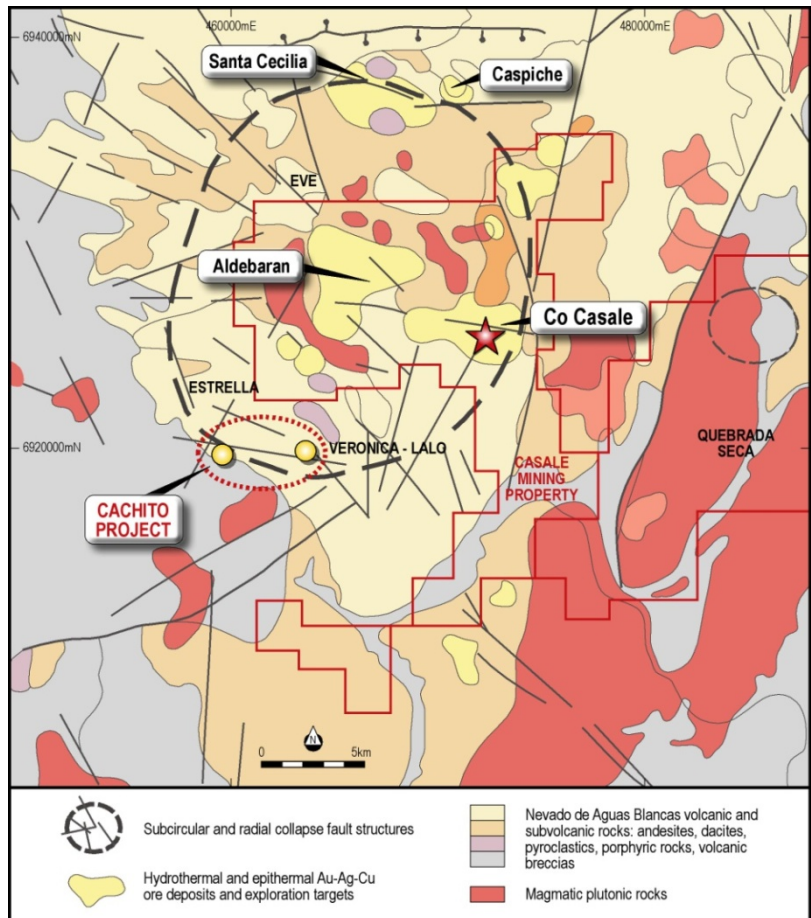 6940000mN
460000mE
480000mE
Santa Cecilia
Caspiche
EVE
Aldebaran
Co Casale
ESTRELLA
VERONICA - LALO
6920000mN
QUEBRADA
SECA
CASALE
MINING
PROPERTY
CACHITO
PROJECT
N
0
5km
Subcircular and radial collapse fault structures
Hydrothermal and epithermal Au-Ag-Cu
ore deposits and exploration targets
Nevado de Aguas Blancas volcanic and
subvolcanic rocks: andesites, dacites,
pyroclastics, porphyric rocks, volcanic
breccias
Magmatic plutonic rocks